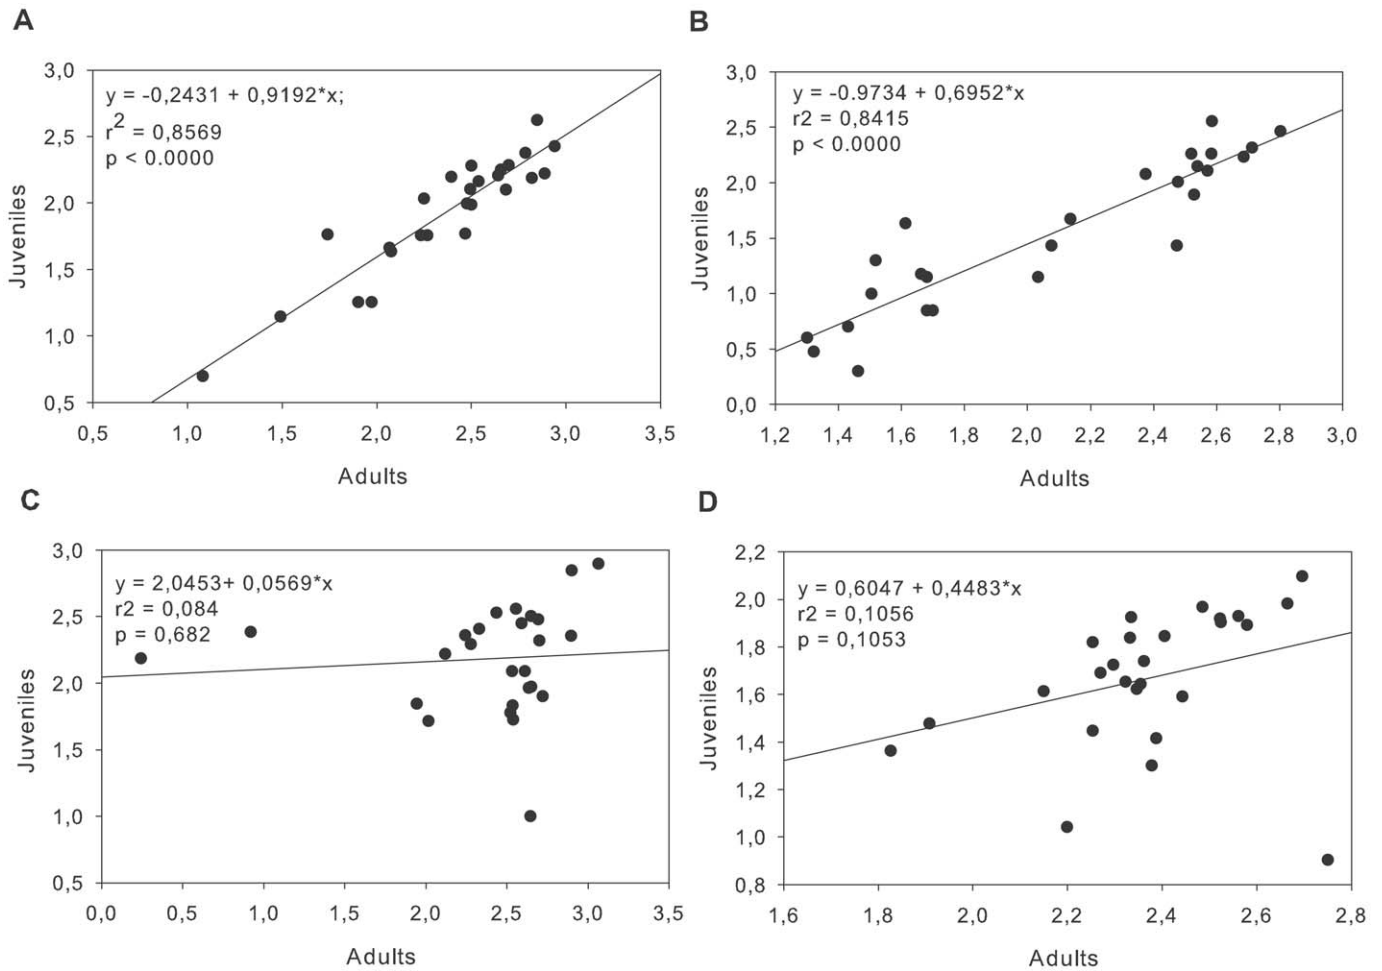 A
y = -0,2431 + 0,9192*x;
r2 = 0,8569
p < 0.0000
3,0
2,5
2,0
1,5
1,0
0,5
Juveniles
0,5 1,0 1,5 2,0 2,5 3,0 3,5
Adults
B
y = -0.9734 + 0,6952*x
r2 = 0,8415
p < 0.0000
3,0
2,5
2,0
1,5
1,0
0,5
0,0
Juveniles
1,2 1,4 1,6 1,8 2,0 2,2 2,4 2,6 2,8 3,0
Adults
C
y = 2,0453+ 0,0569*x
r2 = 0,084
p = 0,682
3,0
2,5
2,0
1,5
1,0
0,5
Juveniles
0,0 0,5 1,0 1,5 2,0 2,5 3,0 3,5
Adults
D
y = 0,6047 + 0,4483*x
r2 = 0,1056
p = 0,1053
2,2
2,0
1,8
1,6
1,4
1,2
1,0
0,8
Juveniles
1,6 1,8 2,0 2,2 2,4 2,6 2,8
Adults